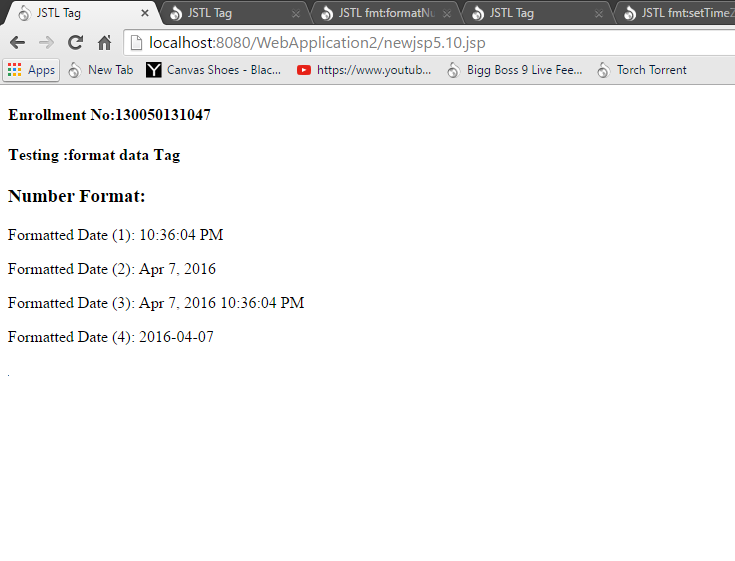 JSTL Tag
JSTL Tag
JSTL fmt:formatNu
JSTL Tag
JSTL fmt:setTimeZ
localhost:8080/WebApplication2/newjsp5.10.jsp
Apps
New Tab
Canvas Shoes - Blac...
https://www.youtub...
Bigg Boss 9 Live Fee...
Torch Torrent
Enrollment No:130050131047
Testing :format data Tag
Number Format:
Formatted Date (1): 10:36:04 PM
Formatted Date (2): Apr 7, 2016
Formatted Date (3): Apr 7, 2016 10:36:04 PM
Formatted Date (4): 2016-04-07
.